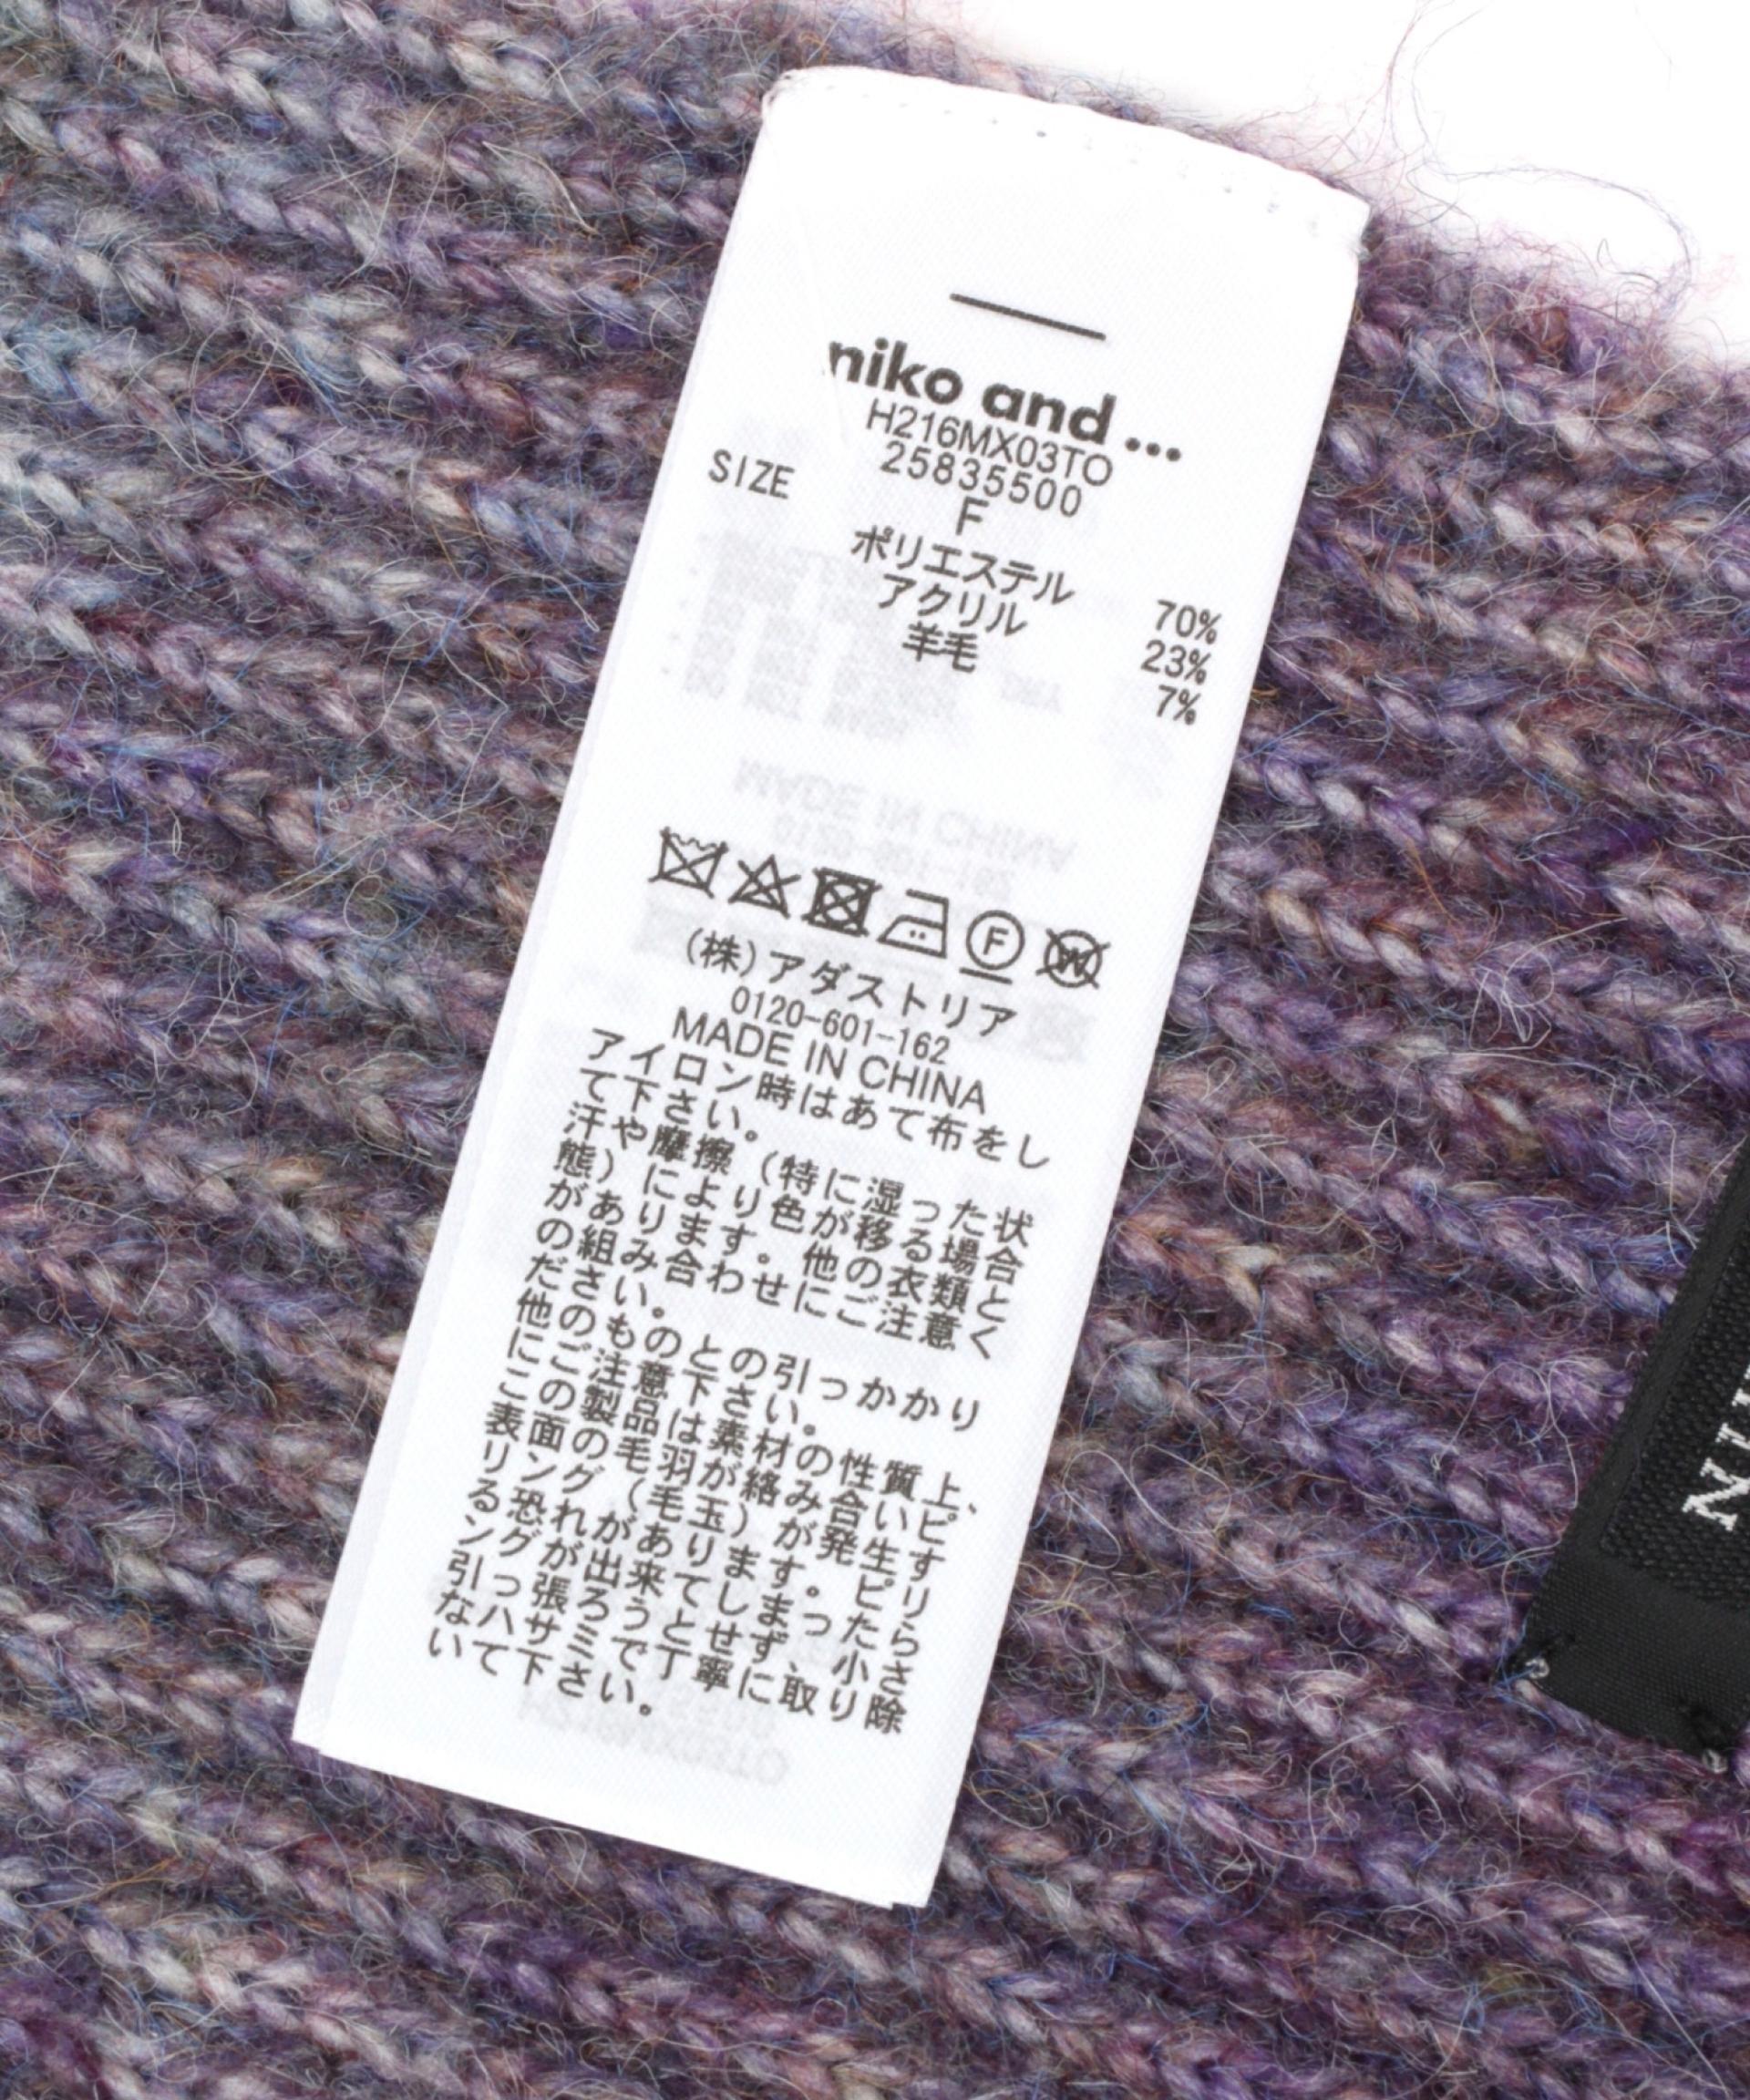 niko and ...
H216MX03TO
25835500
SIZE F
ポリエステル 70%
アクリル 23%
羊毛 7%
F
W
(株)アダストリア
0120-601-162
MADE IN CHINA
アイロン時はあて布をし
て下さい。
汗や摩擦(特に湿った状
態)により色が移る場合
があります。他の衣類と
の組み合わせにご注意く
ださい。
他のものとの引っかかり
にご注意下さい。
この製品は素材の性質上、
表面の毛羽が絡み合いピ
リング(毛玉)が発生す
る恐れがあります。ピリ
ングが出来てしまったら
引っ張ろうとせず、小さ
なハサミで丁寧に取り除
いて下さい。